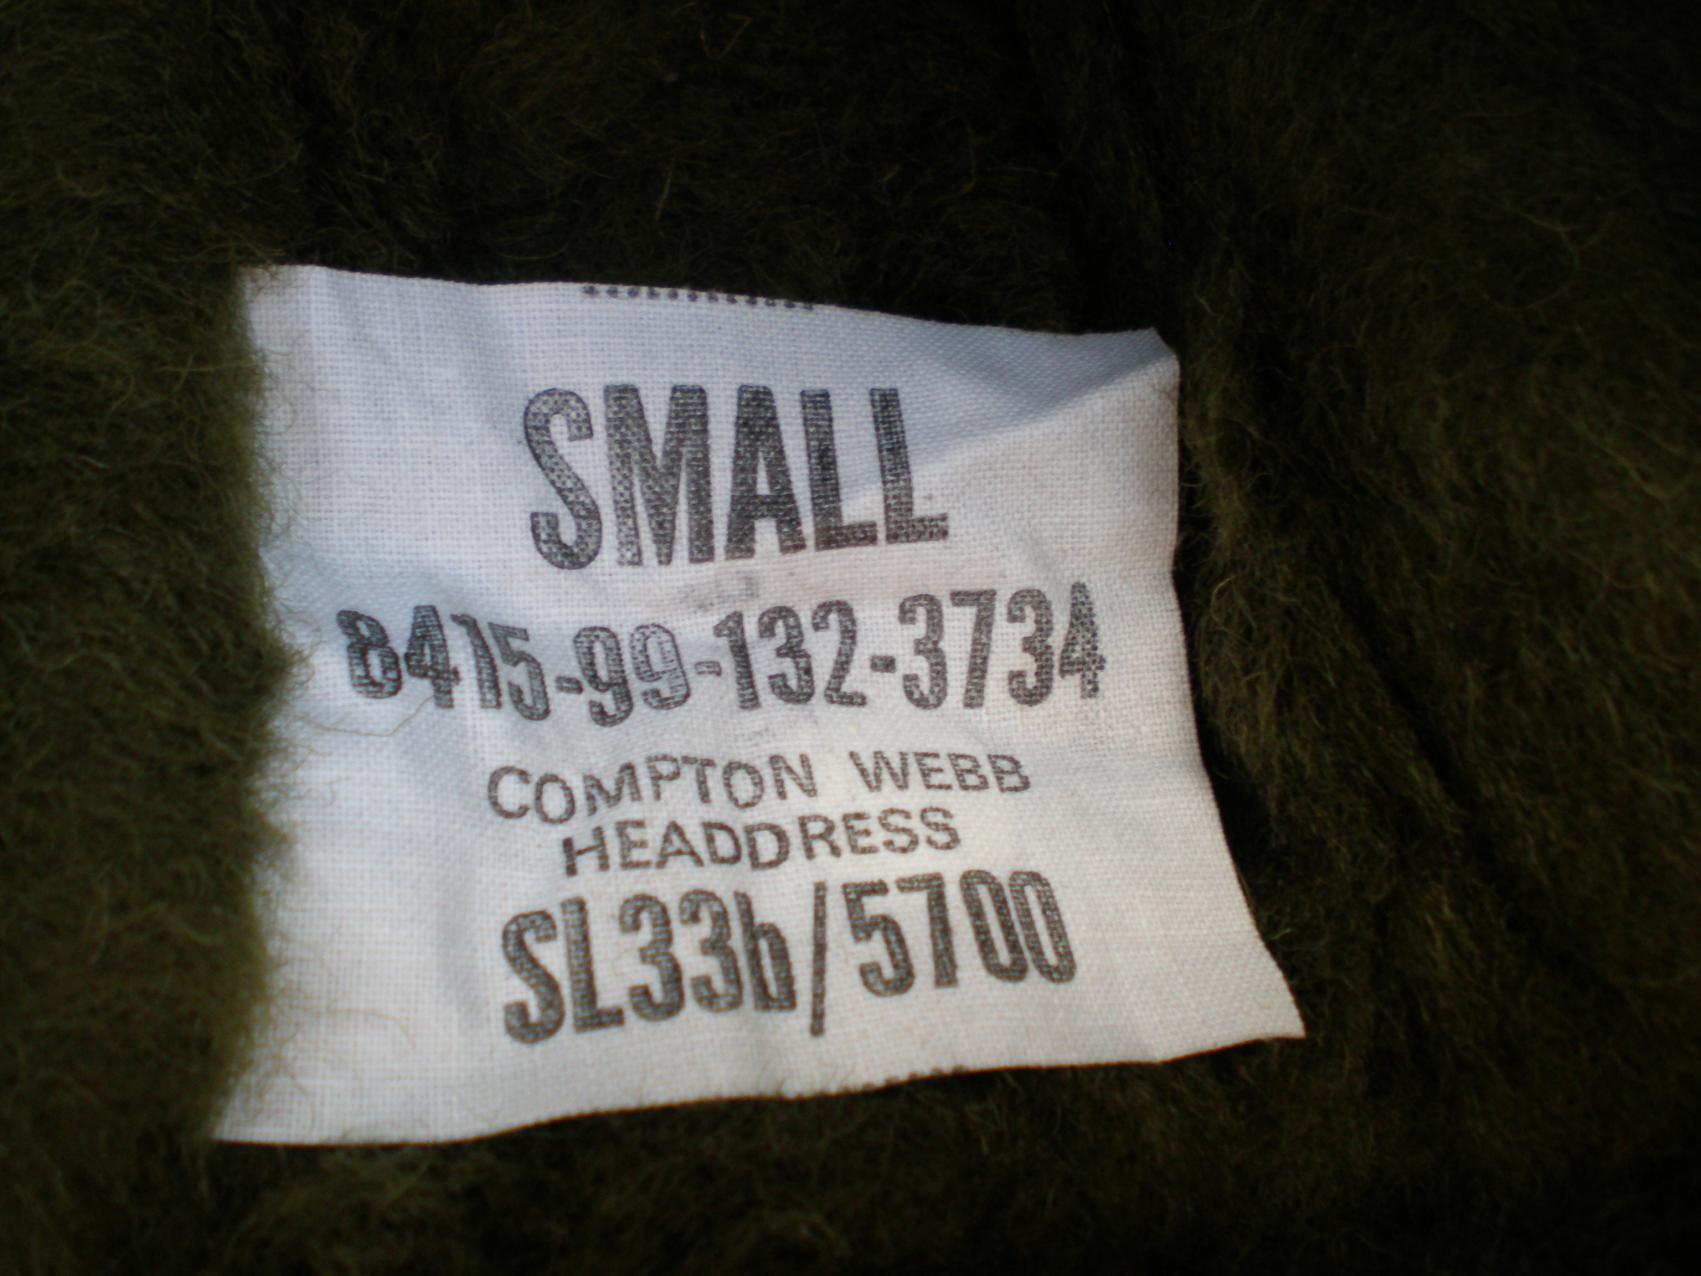 SMALL
8415-99-132-3734
COMPTON WEBB
HEADDRESS
SL33b/5700